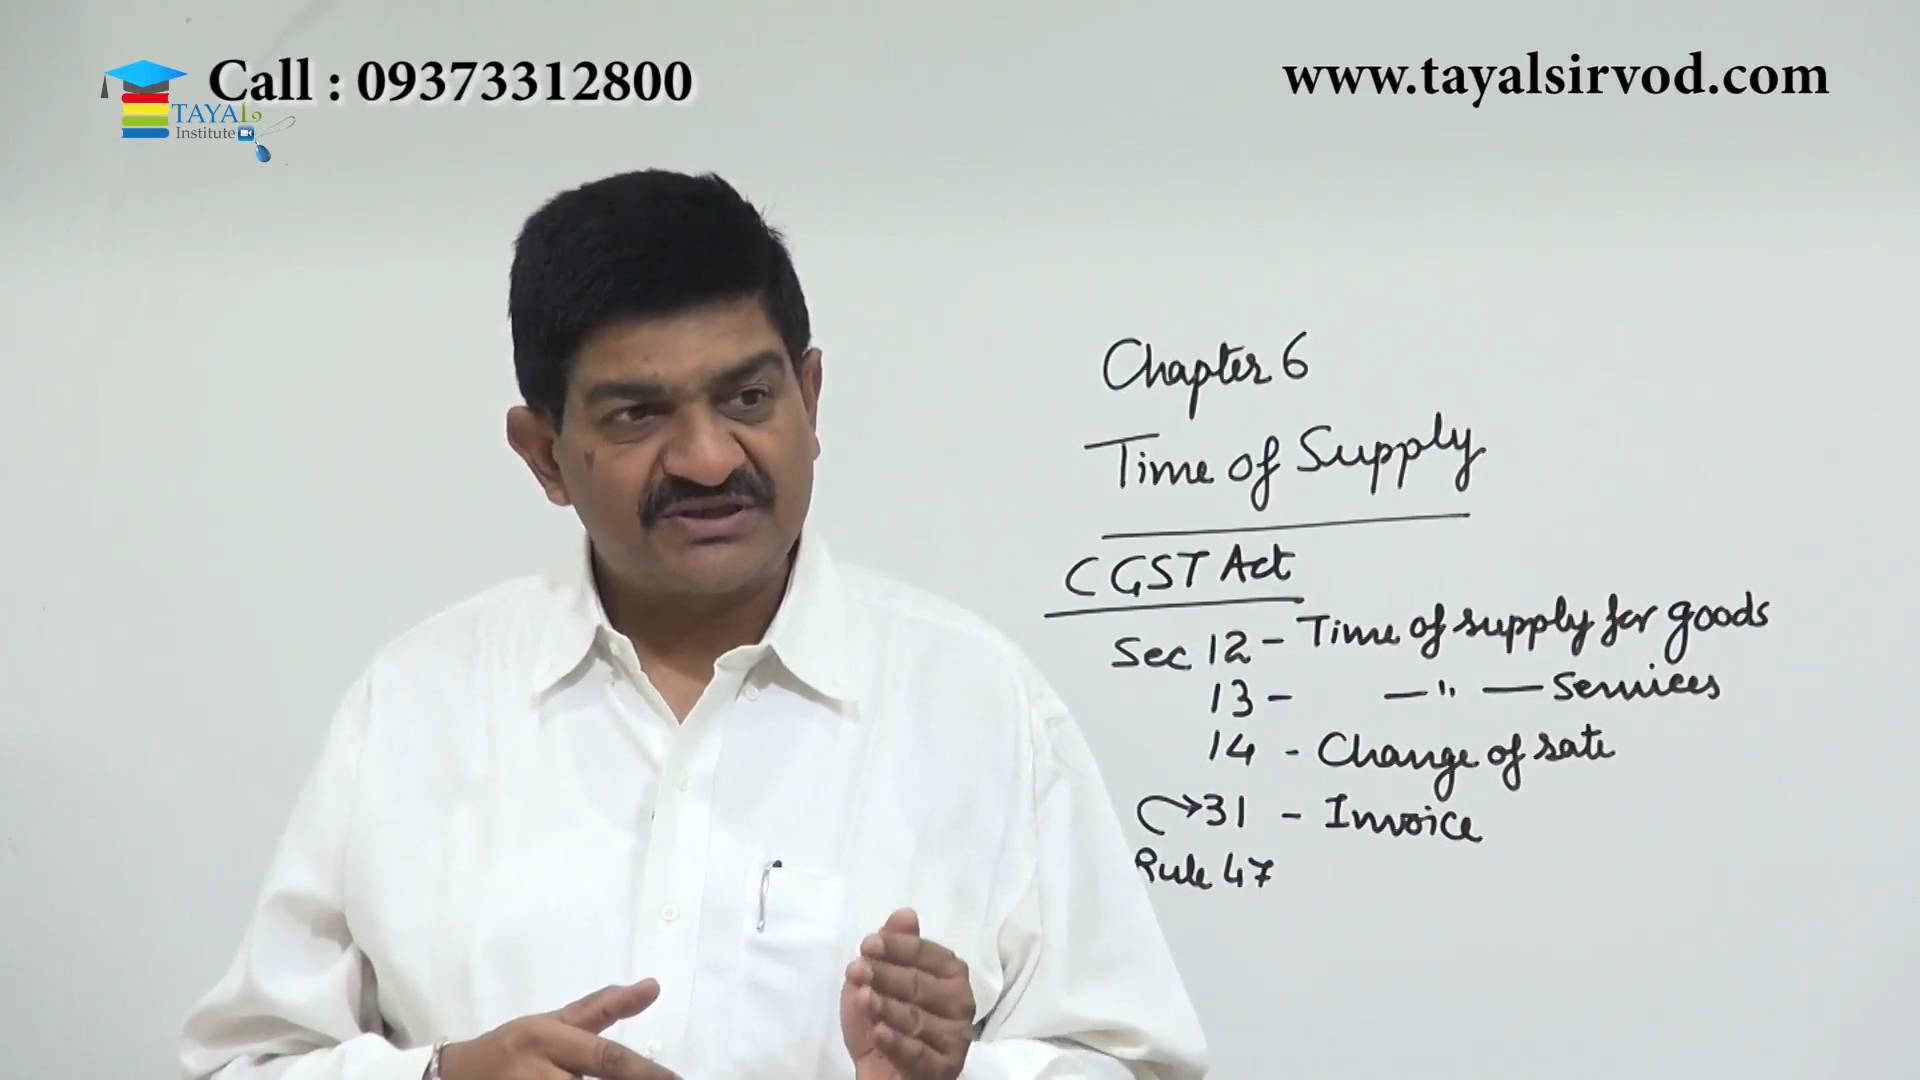 Call : 09373312800
www.tayalsirvod.com
TAYAL
Institute
Chapter 6
Time of Supply
CGST Act
Sec 12 - Time of supply for goods
13 - —"— Services
14 - Change of rate
31 - Invoice
Rule 47